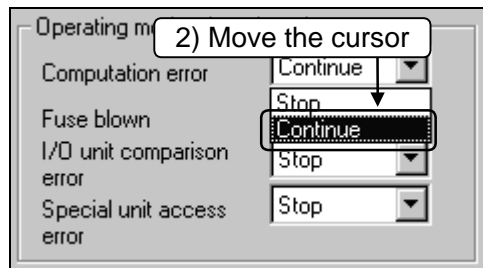 Operating m
2) Move the cursor
Computation error
Continue
Stop
Fuse blown
Continue
I/O unit comparison
error
Stop
Special unit access
error
Stop